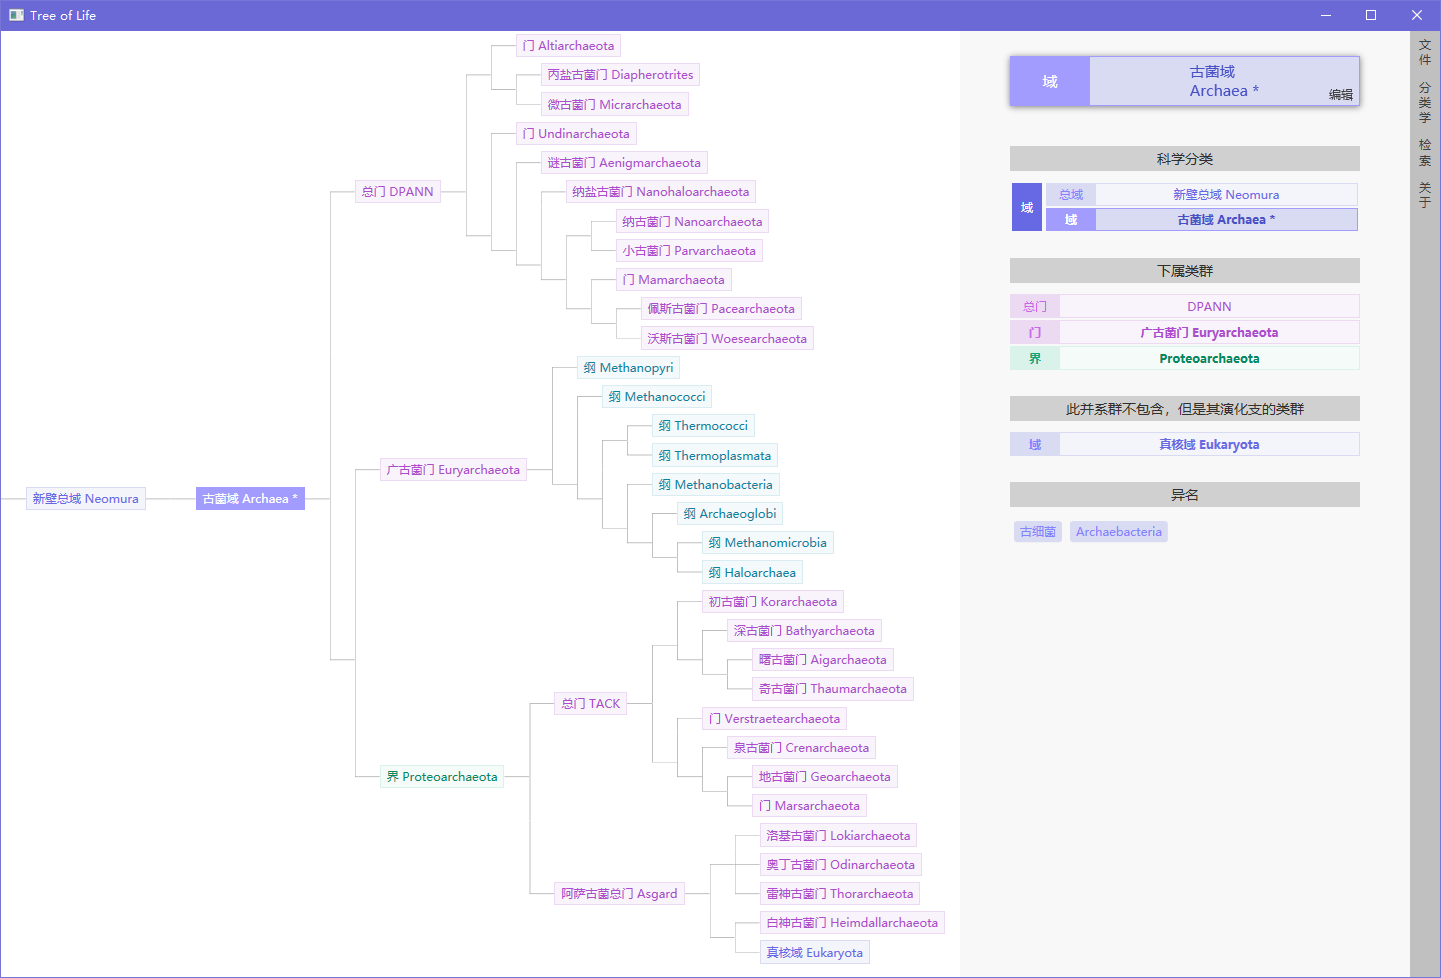 Tree of Life
门 Altiarchaeota
丙盐古菌门 Diapherotrites
微古菌门 Micrarchaeota
门 Undinarchaeota
谜古菌门 Aenigmarchaeota
总门 DPANN
纳盐古菌门 Nanohaloarchaeota
纳古菌门 Nanoarchaeota
小古菌门 Parvarchaeota
门 Mamarchaeota
佩斯古菌门 Pacearchaeota
沃斯古菌门 Woesearchaeota
纲 Methanopyri
纲 Methanococci
纲 Thermococci
纲 Thermoplasmata
广古菌门 Euryarchaeota
纲 Methanobacteria
新壁总域 Neomura
古菌域 Archaea *
纲 Archaeoglobi
纲 Methanomicrobia
纲 Haloarchaea
初古菌门 Korarchaeota
深古菌门 Bathyarchaeota
曙古菌门 Aigarchaeota
奇古菌门 Thaumarchaeota
总门 TACK
门 Verstraetearchaeota
泉古菌门 Crenarchaeota
界 Proteoarchaeota
地古菌门 Geoarchaeota
门 Marsarchaeota
洛基古菌门 Lokiarchaeota
奥丁古菌门 Odinarchaeota
阿萨古菌总门 Asgard
雷神古菌门 Thorarchaeota
白神古菌门 Heimdallarchaeota
真核域 Eukaryota
域
古菌域
Archaea *
编辑
科学分类
域
总域 新壁总域 Neomura
域 古菌域 Archaea *
下属类群
总门 DPANN
门 广古菌门 Euryarchaeota
界 Proteoarchaeota
此并系群不包含，但是其演化支的类群
域 真核域 Eukaryota
异名
古细菌 Archaebacteria
文件
分类学
检索
关于